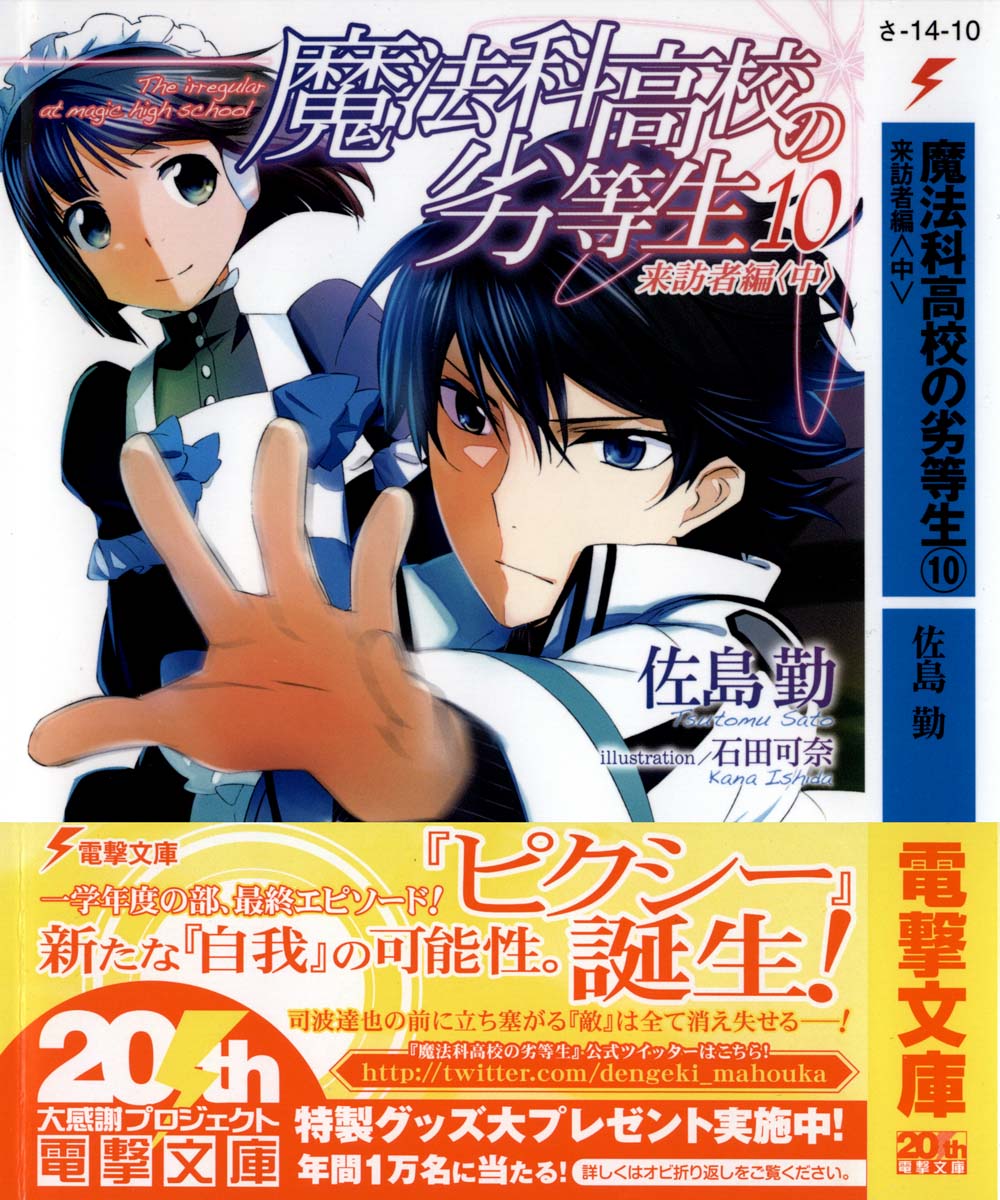 The irregular
at magic high school
魔法科高校の
劣等生10
来訪者編〈中〉
佐島 勤
Tsutomu Sato
illustration/石田可奈
Kana Ishida
さ-14-10
魔法科高校の劣等生⑩
来訪者編〈中〉
佐島 勤
電撃文庫
20th
電撃文庫
電撃文庫
一学年度の部、最終エピソード!
新たな『自我』の可能性。
『ピクシー』
誕生!
司波達也の前に立ち塞がる『敵』は全て消え失せる――!
『魔法科高校の劣等生』公式ツイッターはこちら!
http://twitter.com/dengeki_mahouka
20th
大感謝プロジェクト
電撃文庫
特製グッズ大プレゼント実施中!
年間1万名に当たる!
詳しくはオビ折り返しをご覧ください。